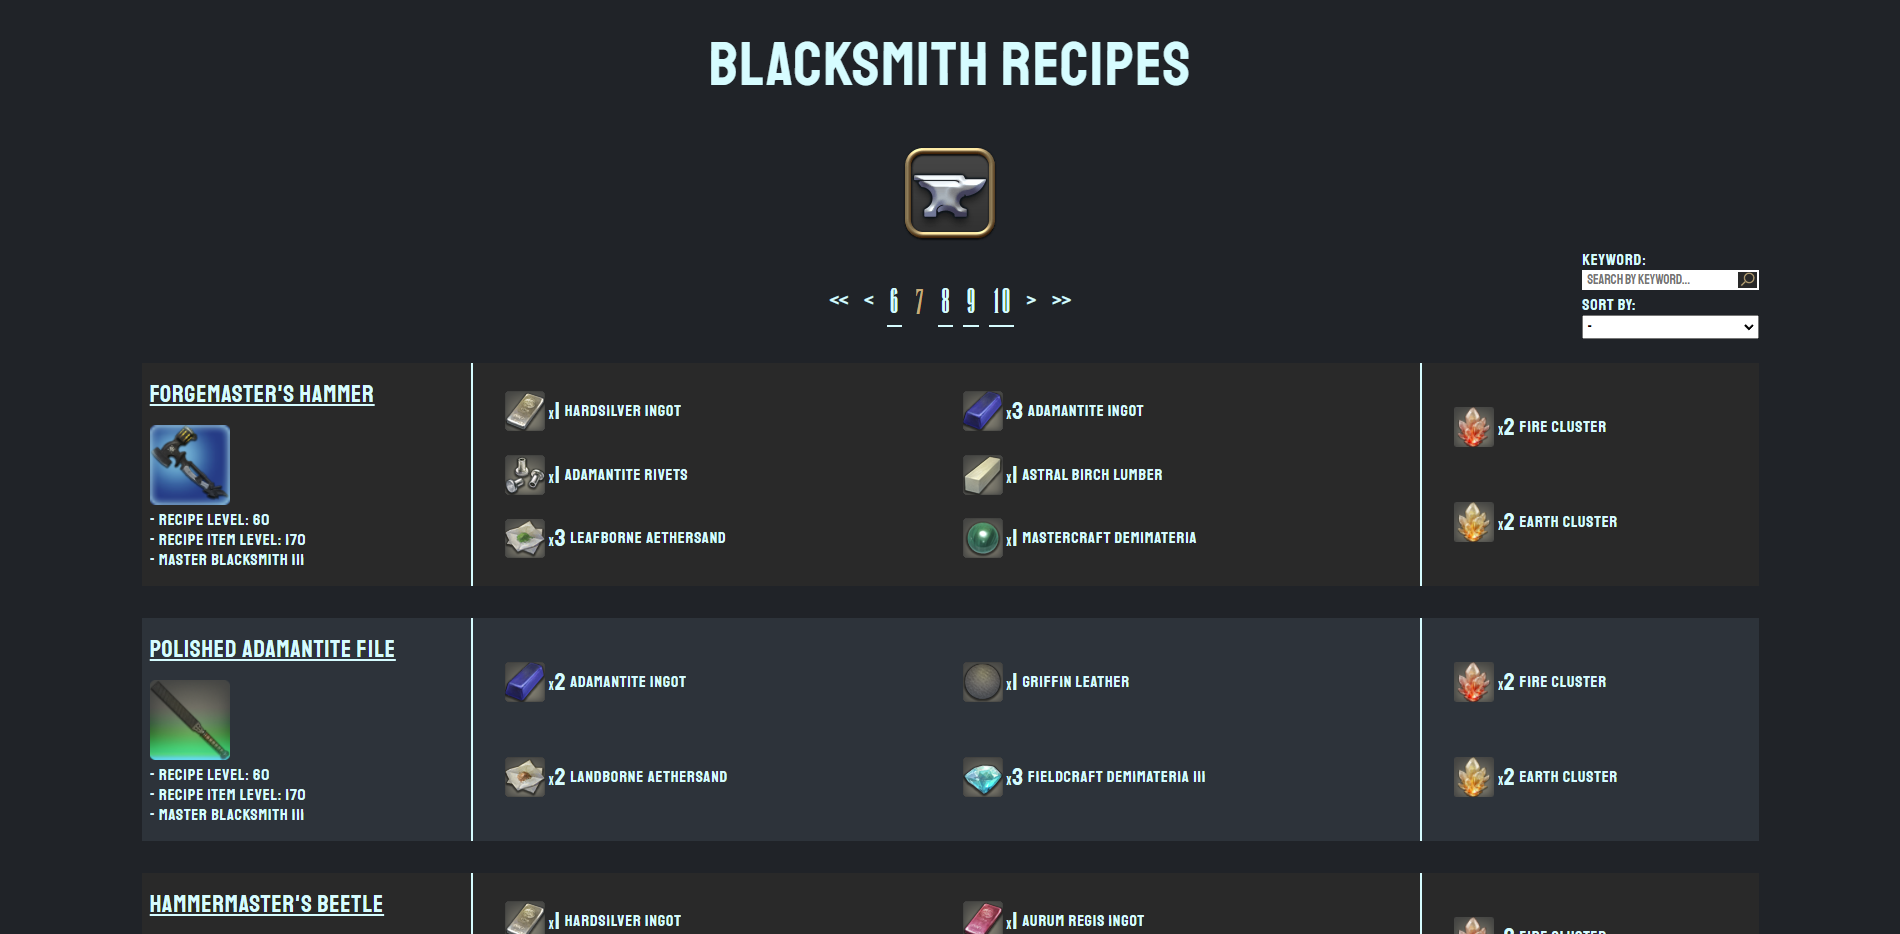 BLACKSMITH RECIPES
KEYWORD:
SEARCH BY KEYWORD...
SORT BY:
-
<< < 6 7 8 9 10 > >>
FORGEMASTER'S HAMMER
- RECIPE LEVEL: 60
- RECIPE ITEM LEVEL: 170
- MASTER BLACKSMITH III
x1 HARDSILVER INGOT
x3 ADAMANTITE INGOT
x1 ADAMANTITE RIVETS
x1 ASTRAL BIRCH LUMBER
x3 LEAFBORNE AETHERSAND
x1 MASTERCRAFT DEMIMATERIA
x2 FIRE CLUSTER
x2 EARTH CLUSTER
POLISHED ADAMANTITE FILE
- RECIPE LEVEL: 60
- RECIPE ITEM LEVEL: 170
- MASTER BLACKSMITH III
x2 ADAMANTITE INGOT
x1 GRIFFIN LEATHER
x2 LANDBORNE AETHERSAND
x3 FIELDCRAFT DEMIMATERIA III
x2 FIRE CLUSTER
x2 EARTH CLUSTER
HAMMERMASTER'S BEETLE
x1 HARDSILVER INGOT
x1 AURUM REGIS INGOT